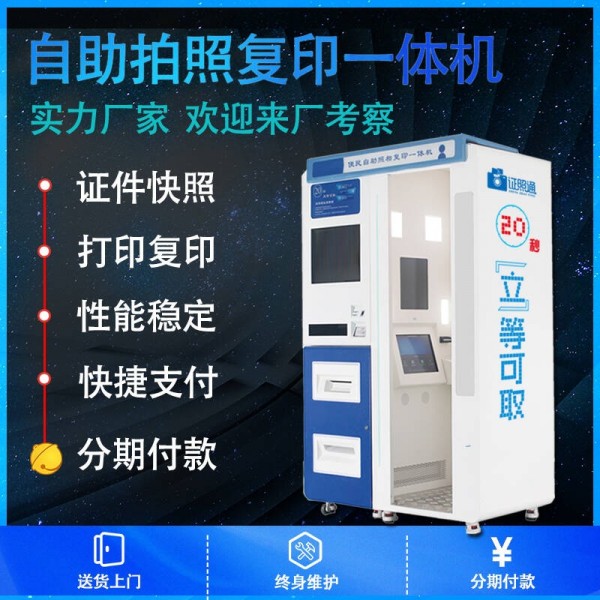 自助拍照复印一体机
实力厂家 欢迎来厂考察
证件快照
打印复印
性能稳定
快捷支付
分期付款
便民自助照相复印一体机
证照通
20秒
「立」等可取
送货上门
终身维护
¥
分期付款